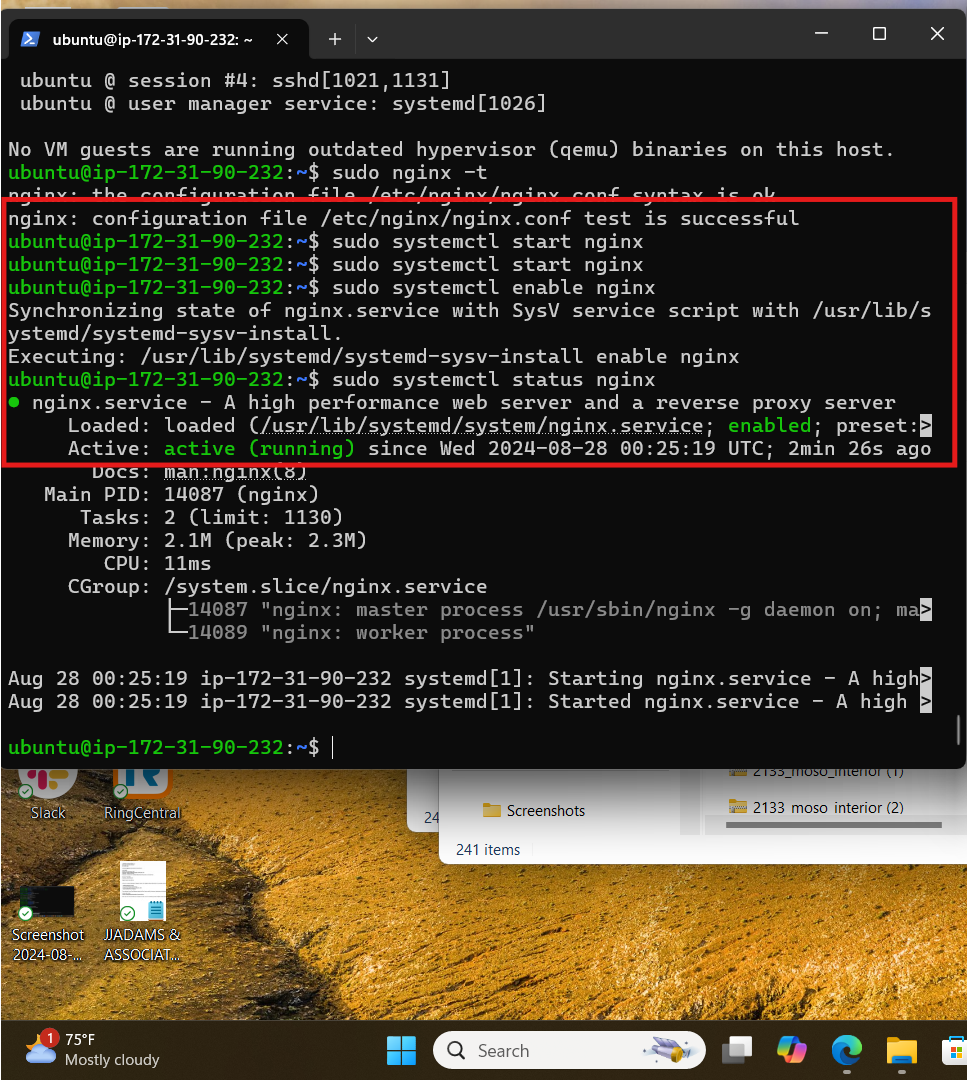 ubuntu@ip-172-31-90-232: ~
ubuntu @ session #4: sshd[1021,1131]
ubuntu @ user manager service: systemd[1026]
No VM guests are running outdated hypervisor (qemu) binaries on this host.
ubuntu@ip-172-31-90-232:~$ sudo nginx -t
nginx: the configuration file /etc/nginx/nginx.conf syntax is ok
nginx: configuration file /etc/nginx/nginx.conf test is successful
ubuntu@ip-172-31-90-232:~$ sudo systemctl start nginx
ubuntu@ip-172-31-90-232:~$ sudo systemctl start nginx
ubuntu@ip-172-31-90-232:~$ sudo systemctl enable nginx
Synchronizing state of nginx.service with SysV service script with /usr/lib/s
ystemd/systemd-sysv-install.
Executing: /usr/lib/systemd/systemd-sysv-install enable nginx
ubuntu@ip-172-31-90-232:~$ sudo systemctl status nginx
● nginx.service - A high performance web server and a reverse proxy server
Loaded: loaded (/usr/lib/systemd/system/nginx.service; enabled; preset:>
Active: active (running) since Wed 2024-08-28 00:25:19 UTC; 2min 26s ago
Docs: man:nginx(8)
Main PID: 14087 (nginx)
Tasks: 2 (limit: 1130)
Memory: 2.1M (peak: 2.3M)
CPU: 11ms
CGroup: /system.slice/nginx.service
├─14087 "nginx: master process /usr/sbin/nginx -g daemon on; ma>
└─14089 "nginx: worker process"
Aug 28 00:25:19 ip-172-31-90-232 systemd[1]: Starting nginx.service - A high>
Aug 28 00:25:19 ip-172-31-90-232 systemd[1]: Started nginx.service - A high >
ubuntu@ip-172-31-90-232:~$
2133_moso_interior (1)
Slack
RingCentral
24
Screenshots
2133_moso_interior (2)
241 items
Screenshot
2024-08-...
JJADAMS &
ASSOCIAT...
1
75°F
Mostly cloudy
Search